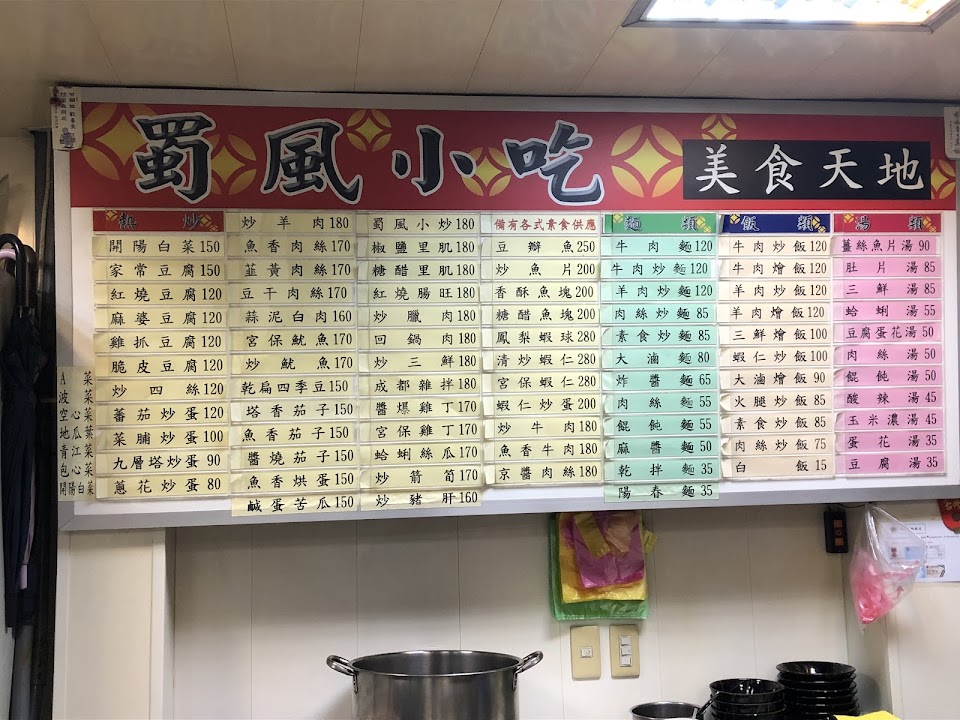 蜀風小吃
美食天地
熱炒
開陽白菜150
家常豆腐150
紅燒豆腐120
麻婆豆腐120
雞抓豆腐120
脆皮豆腐120
炒四絲120
蕃茄炒蛋120
菜脯炒蛋100
九層塔炒蛋90
蔥花炒蛋80
A菜
波菜
空心菜
地瓜葉
青江菜
包心菜
開陽白菜
炒羊肉180
魚香肉絲170
韮黃肉絲170
豆干肉絲170
蒜泥白肉160
宮保魷魚170
炒魷魚170
乾扁四季豆150
塔香茄子150
魚香茄子150
醬燒茄子150
魚香烘蛋150
鹹蛋苦瓜150
蜀風小炒180
椒鹽里肌180
糖醋里肌180
紅燒腸旺180
炒臘肉180
回鍋肉180
炒三鮮180
成都雜拌180
醬爆雞丁170
宮保雞丁170
蛤蜊絲瓜170
炒箭筍170
炒豬肝160
備有各式素食供應
豆瓣魚250
炒魚片200
香酥魚塊200
糖醋魚塊200
鳳梨蝦球280
清炒蝦仁280
宮保蝦仁280
蝦仁炒蛋200
炒牛肉180
魚香牛肉180
京醬肉絲180
麵類
牛肉麵120
牛肉炒麵120
羊肉炒麵120
肉絲炒麵85
素食炒麵85
大滷麵80
炸醬麵65
肉絲麵55
餛飩麵55
麻醬麵50
乾拌麵35
陽春麵35
飯類
牛肉炒飯120
牛肉燴飯120
羊肉炒飯120
羊肉燴飯120
三鮮燴飯100
蝦仁炒飯100
大滷燴飯90
火腿炒飯85
素食炒飯85
肉絲炒飯75
白飯15
湯類
薑絲魚片湯90
肚片湯85
三鮮湯85
蛤蜊湯55
豆腐蛋花湯50
肉絲湯50
餛飩湯50
酸辣湯45
玉米濃湯45
蛋花湯35
豆腐湯35